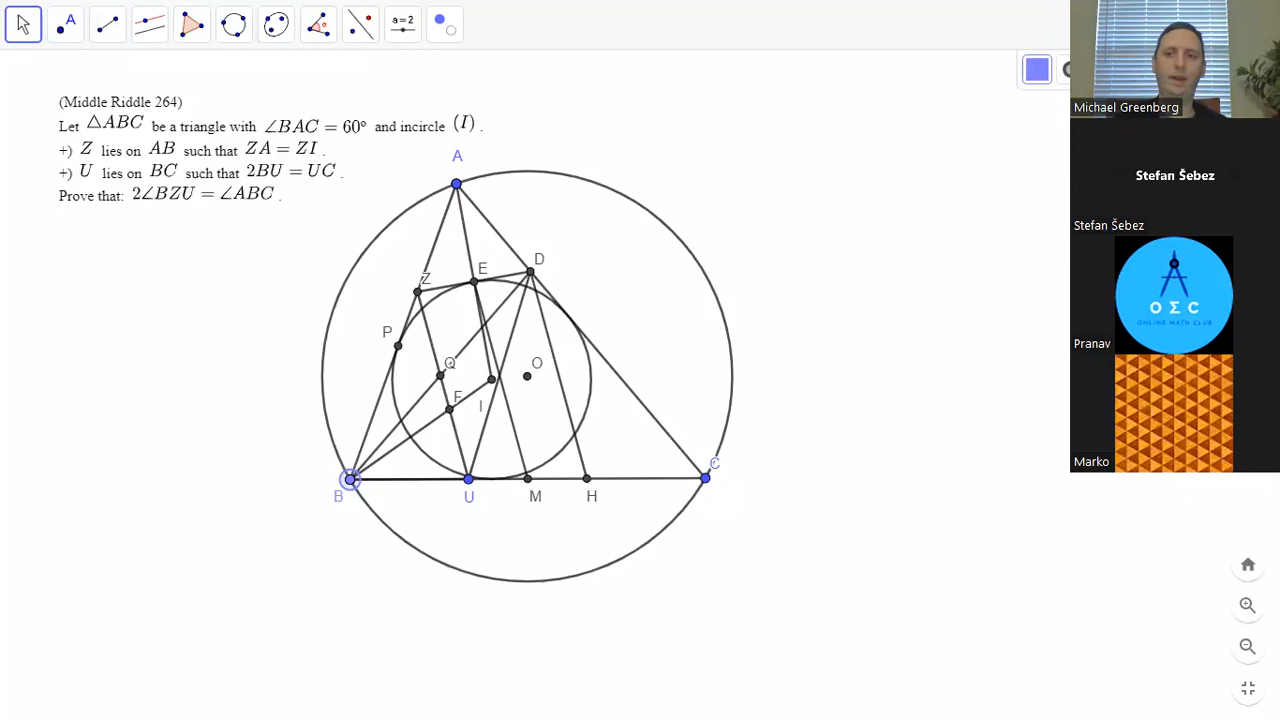 A
a=2
(Middle Riddle 264)
Let △ABC be a triangle with ∠BAC = 60° and incircle (I) .
+) Z lies on AB such that ZA = ZI .
+) U lies on BC such that 2BU = UC .
Prove that: 2∠BZU = ∠ABC .
A
D
E
Z
P
Q
O
F
I
C
B
U
M
H
Michael Greenberg
Stefan Šebez
Stefan Šebez
OΣC
ONLINE MATH CLUB
Pranav
Marko